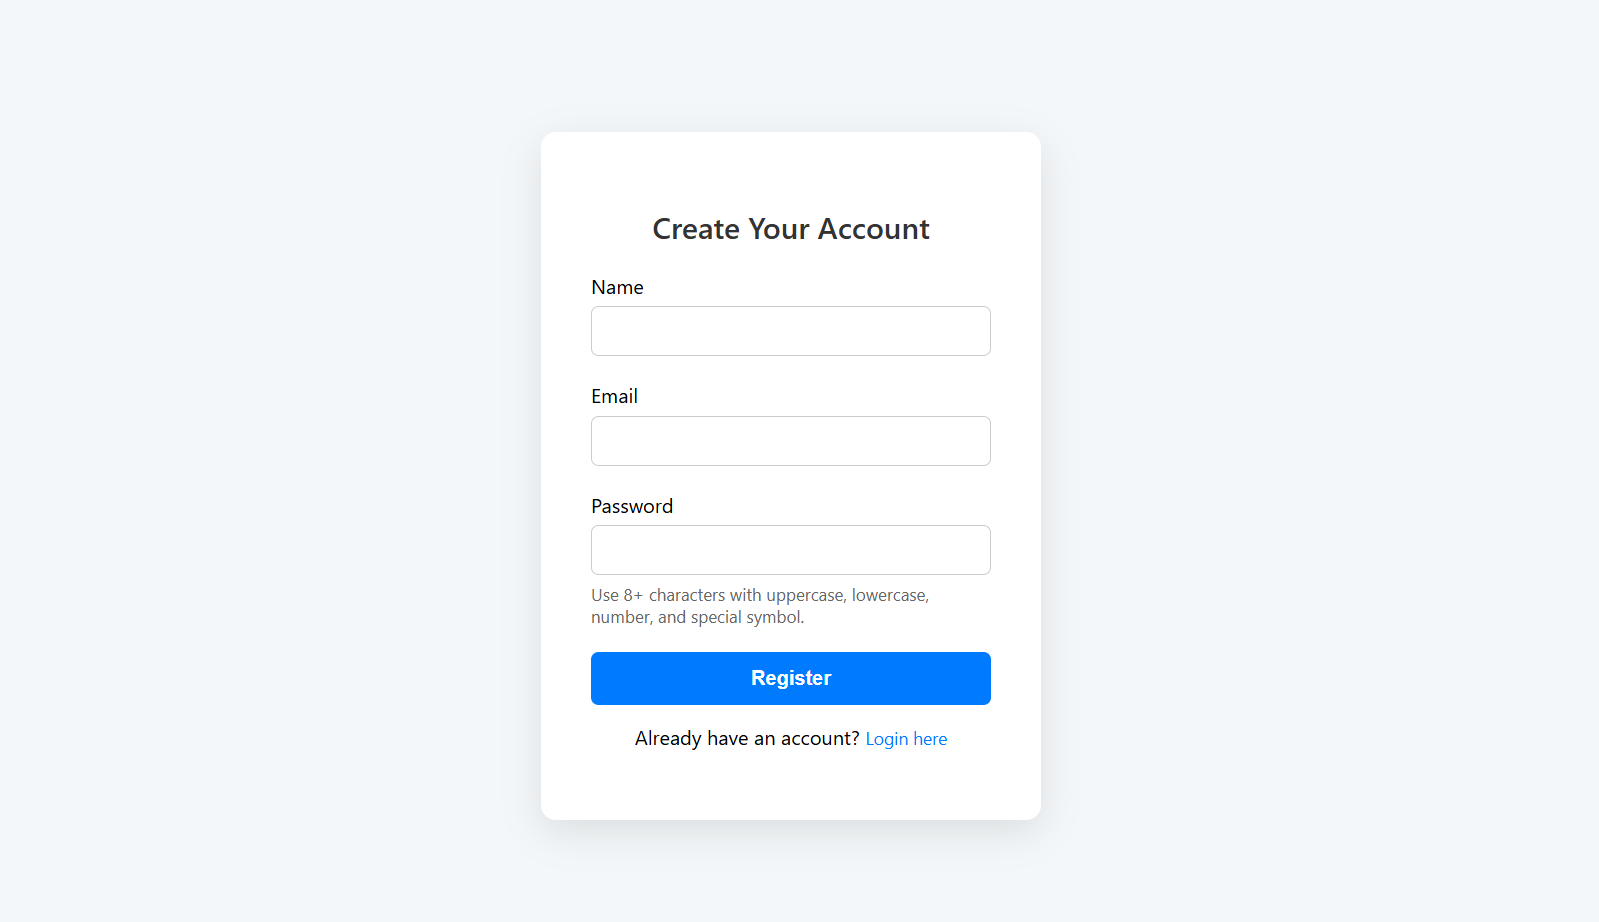 Create Your Account
Name
Email
Password
Use 8+ characters with uppercase, lowercase,
number, and special symbol.
Register
Already have an account? Login here